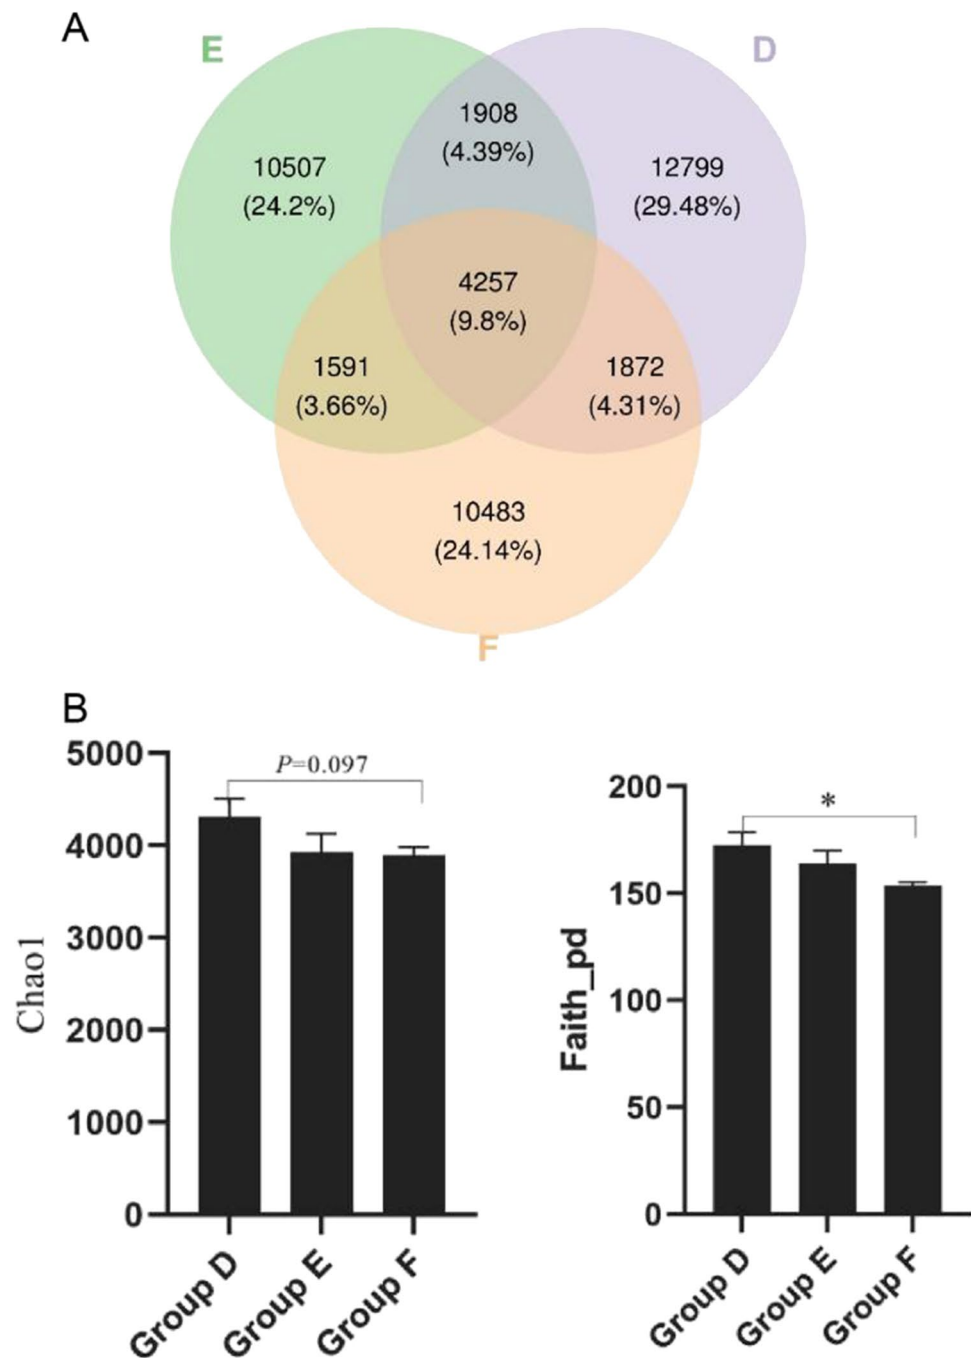 A
E
D
1908
(4.39%)
10507
(24.2%)
12799
(29.48%)
4257
(9.8%)
1591
(3.66%)
1872
(4.31%)
10483
(24.14%)
F
B
5000
4000
3000
2000
1000
0
Chao1
P=0.097
Group D
Group E
Group F
200
150
100
50
0
Faith_pd
*
Group D
Group E
Group F